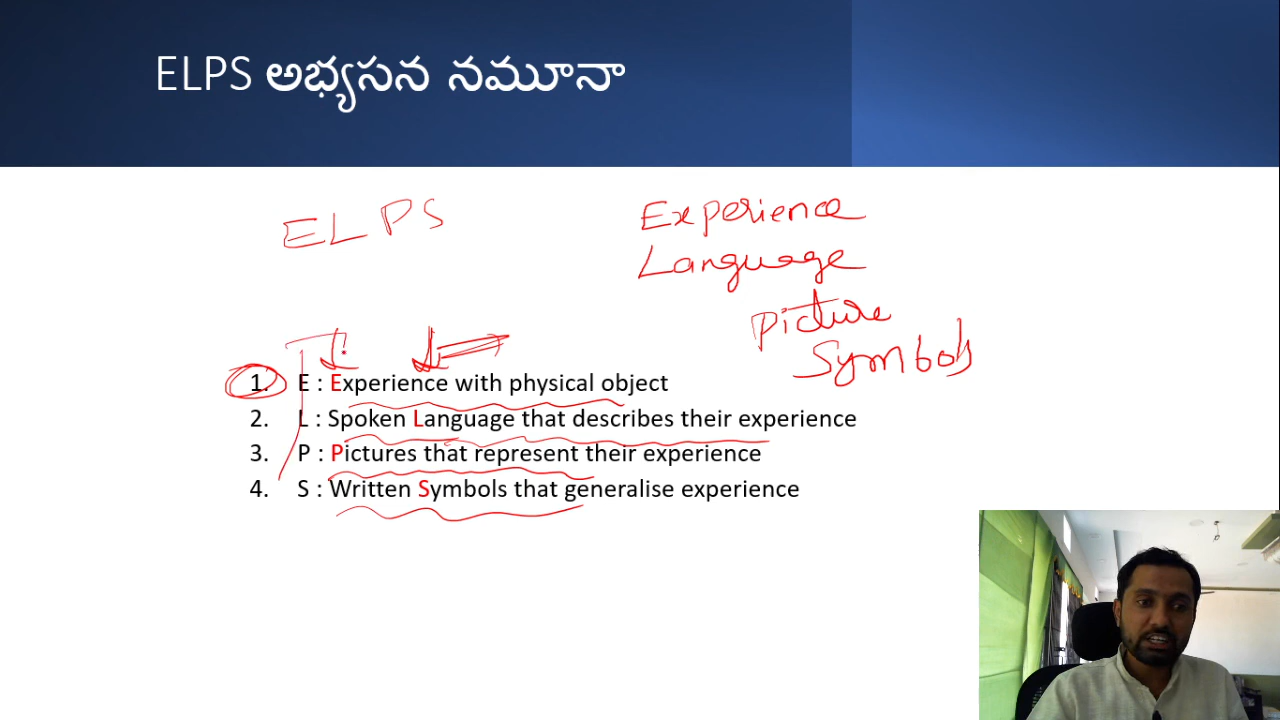 ELPS అభ్యసన నమూనా
ELPS
Experience
Language
Picture
Symbols
1. E : Experience with physical object
2. L : Spoken Language that describes their experience
3. P : Pictures that represent their experience
4. S : Written Symbols that generalise experience